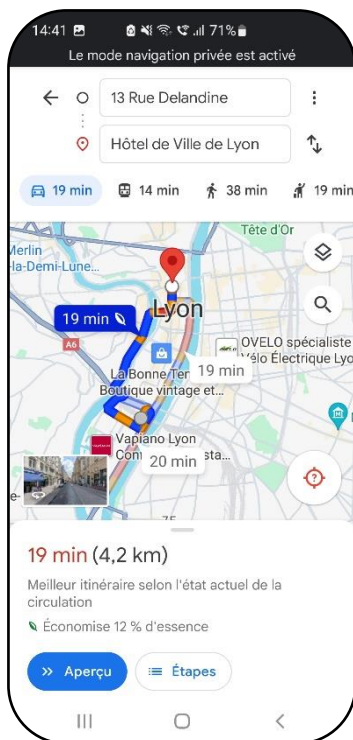 14:41 71%
Le mode navigation privée est activé
13 Rue Delandine
Hôtel de Ville de Lyon
19 min 14 min 38 min 19 min
Tête d'Or
Merlin
-la-Demi-Lune...
Lyon
19 min
A6
OVELO spécialiste
Vélo Électrique Lyo
La Bonne Ter
19 min
Boutique vintage et...
Vapiano Lyon
Con sta...
20 min
19 min (4,2 km)
Meilleur itinéraire selon l'état actuel de la
circulation
Économise 12 % d'essence
Aperçu Étapes